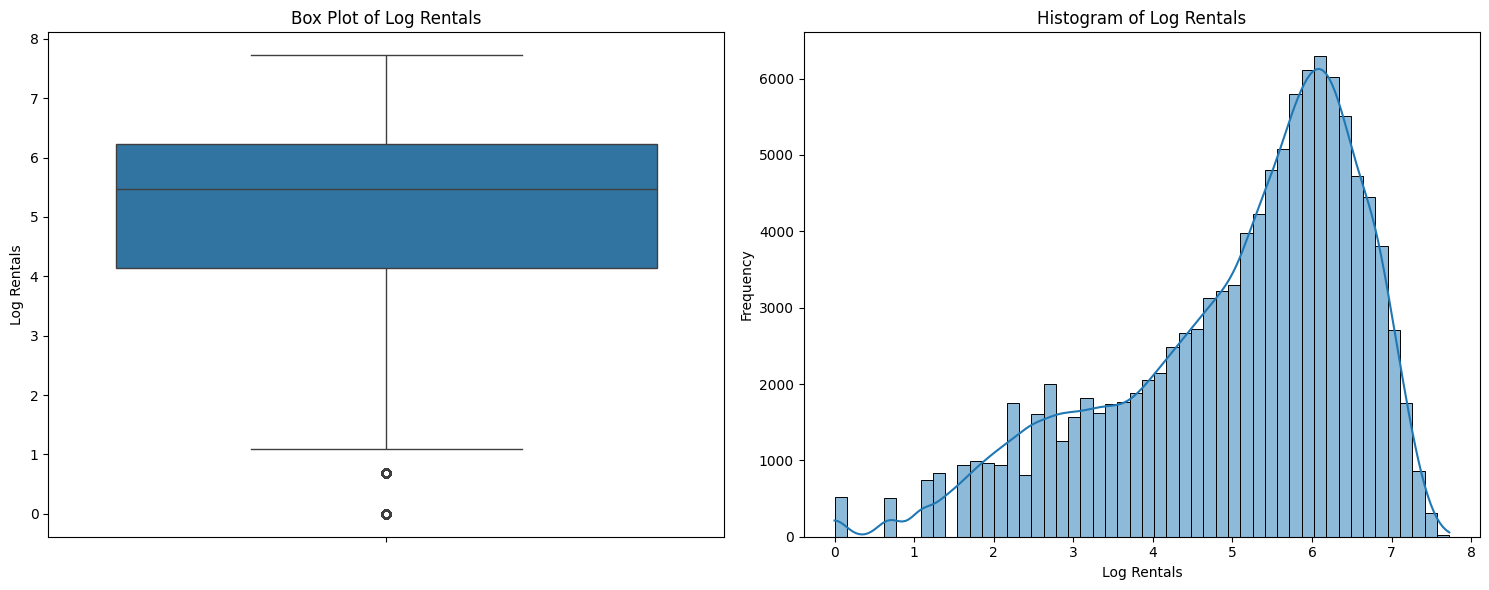 Box Plot of Log Rentals
8
7
6
5
4
3
2
1
0
Log Rentals
Histogram of Log Rentals
6000
5000
4000
3000
2000
1000
0
Frequency
0 1 2 3 4 5 6 7 8
Log Rentals